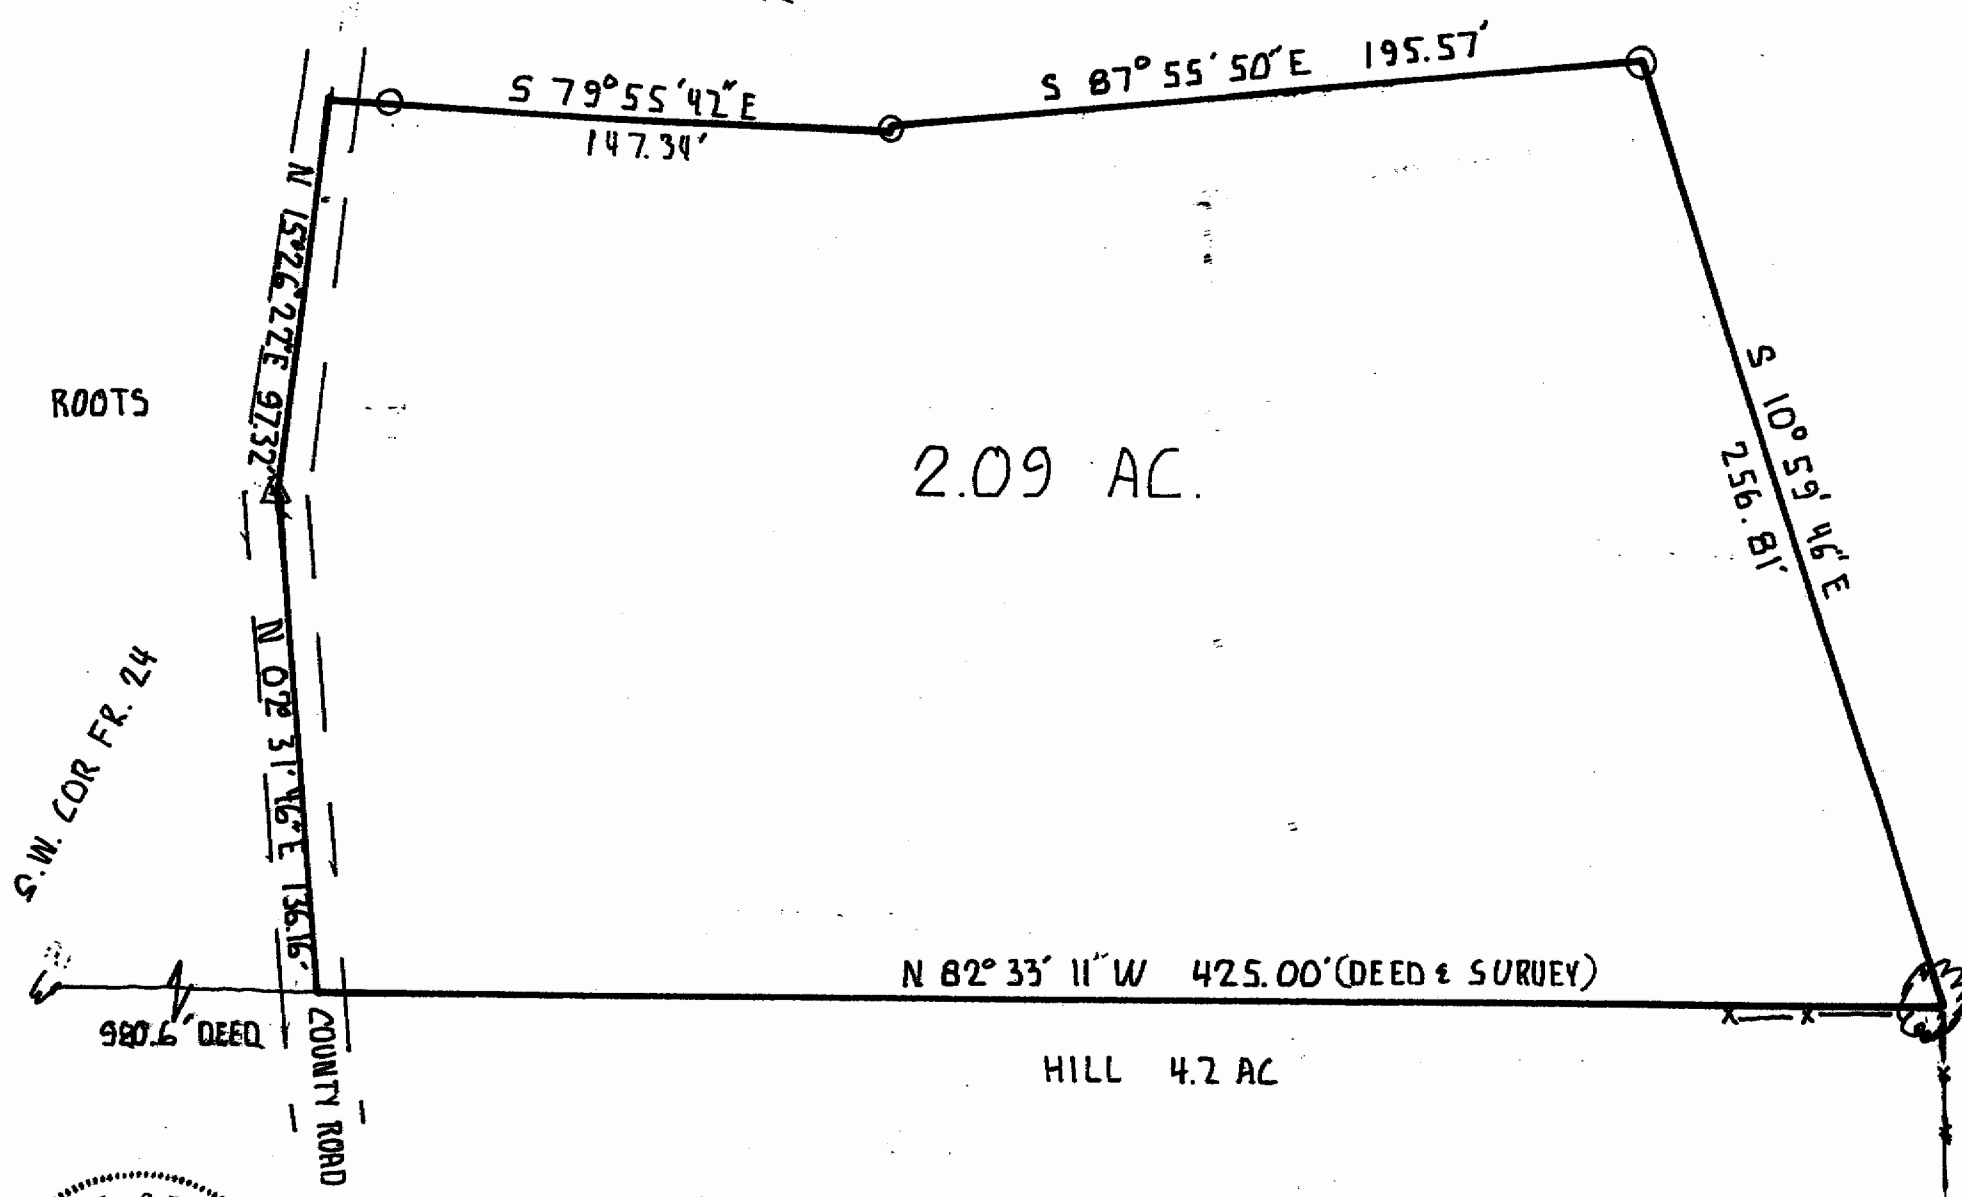 S 79° 55' 42" E
147.34'
S 87° 55' 50" E 195.57'
N 15° 26' 22" E 97.32'
ROOTS
2.09 AC.
S 10° 59' 46" E
256.81'
S.W. COR FR. 24
N 02° 31' 46" E 136.16'
N 82° 33' 11" W 425.00' (DEED & SURVEY)
980.6' DEED
COUNTY ROAD
HILL 4.2 AC